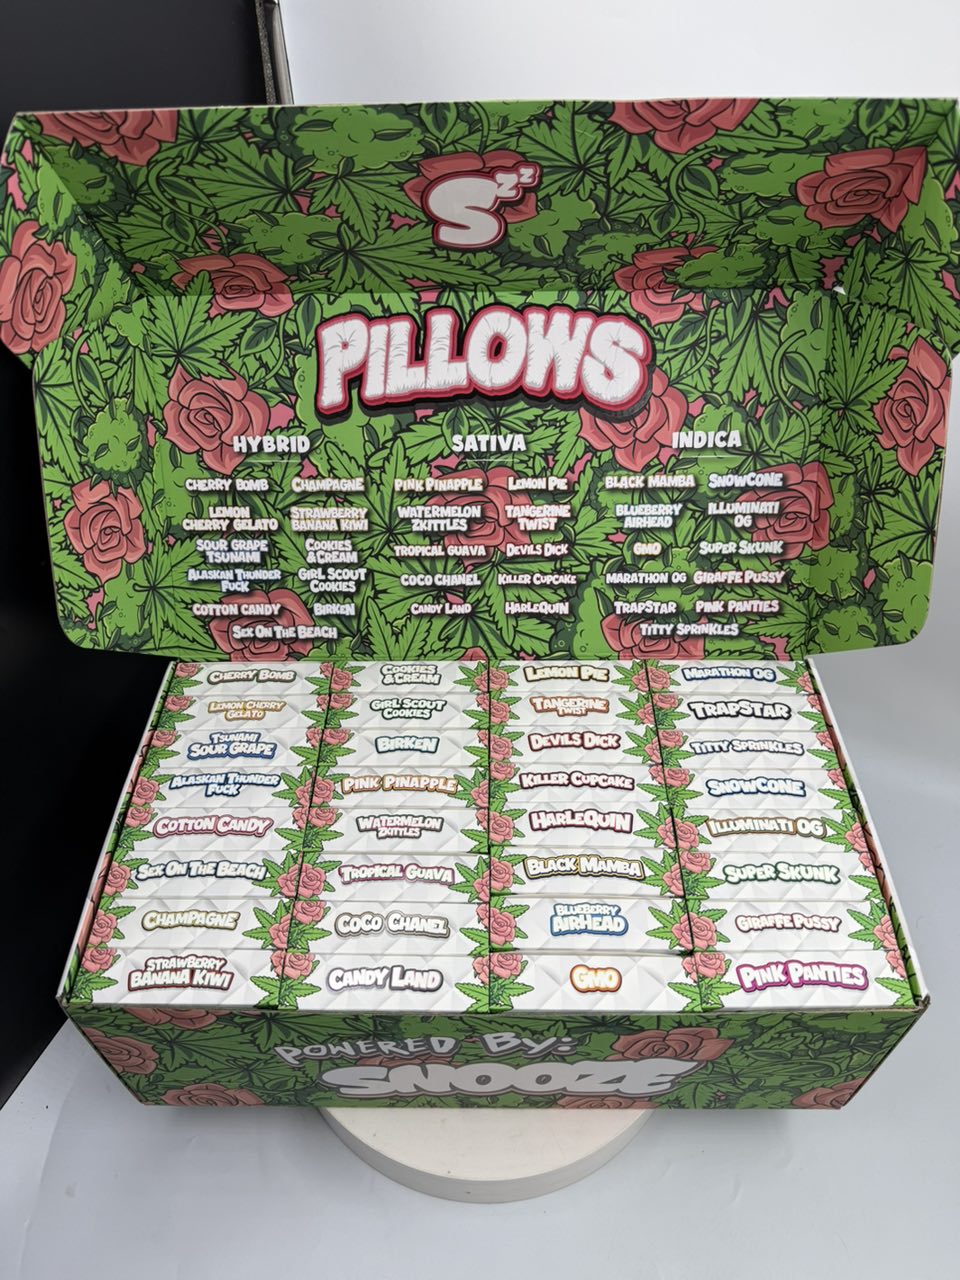 Szz
PILLOWS
HYBRID
CHERRY BOMB CHAMPAGNE
LEMON
CHERRY GELATO
STRAWBERRY
BANANA KIWI
SOUR GRAPE
TSUNAMI
COOKIES
& CREAM
ALASKAN THUNDER
FUCK
GIRL SCOUT
COOKIES
COTTON CANDY BIRKEN
SEX ON THE BEACH
SATIVA
PINK PINAPPLE LEMON PIE
WATERMELON
ZKITTLES
TANGERINE
TWIST
TROPICAL GUAVA DEVILS DICK
COCO CHANEL KILLER CUPCAKE
CANDY LAND HARLEQUIN
INDICA
BLACK MAMBA SNOWCONE
BLUEBERRY
AIRHEAD
ILLUMINATI
OG
GMO SUPER SKUNK
MARATHON OG GIRAFFE PUSSY
TRAPSTAR PINK PANTIES
TITTY SPRINKLES
CHERRY BOMB
LEMON CHERRY
GELATO
TSUNAMI
SOUR GRAPE
ALASKAN THUNDER
FUCK
COTTON CANDY
SEX ON THE BEACH
CHAMPAGNE
STRAWBERRY
BANANA KIWI
COOKIES
& CREAM
GIRL SCOUT
COOKIES
BIRKEN
PINK PINAPPLE
WATERMELON
ZKITTLES
TROPICAL GUAVA
COCO CHANEL
CANDY LAND
LEMON PIE
TANGERINE
TWIST
DEVILS DICK
KILLER CUPCAKE
HARLEQUIN
BLACK MAMBA
BLUEBERRY
AIRHEAD
GMO
MARATHON OG
TRAPSTAR
TITTY SPRINKLES
SNOWCONE
ILLUMINATI OG
SUPER SKUNK
GIRAFFE PUSSY
PINK PANTIES
POWERED By:
SNOOZE